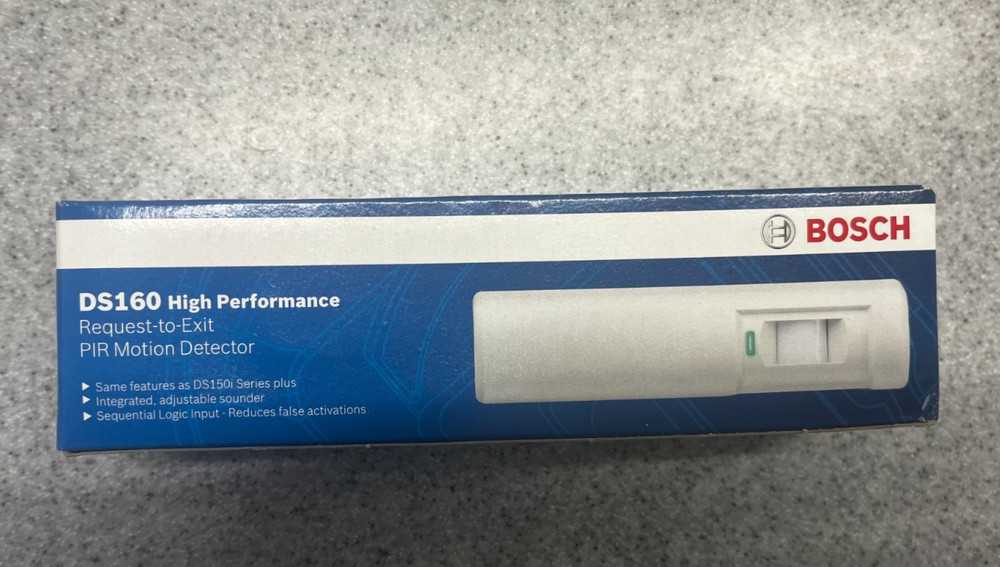 BOSCH
DS160 High Performance
Request-to-Exit
PIR Motion Detector
▶ Same features as DS150i Series plus
▶ Integrated, adjustable sounder
▶ Sequential Logic Input - Reduces false activations